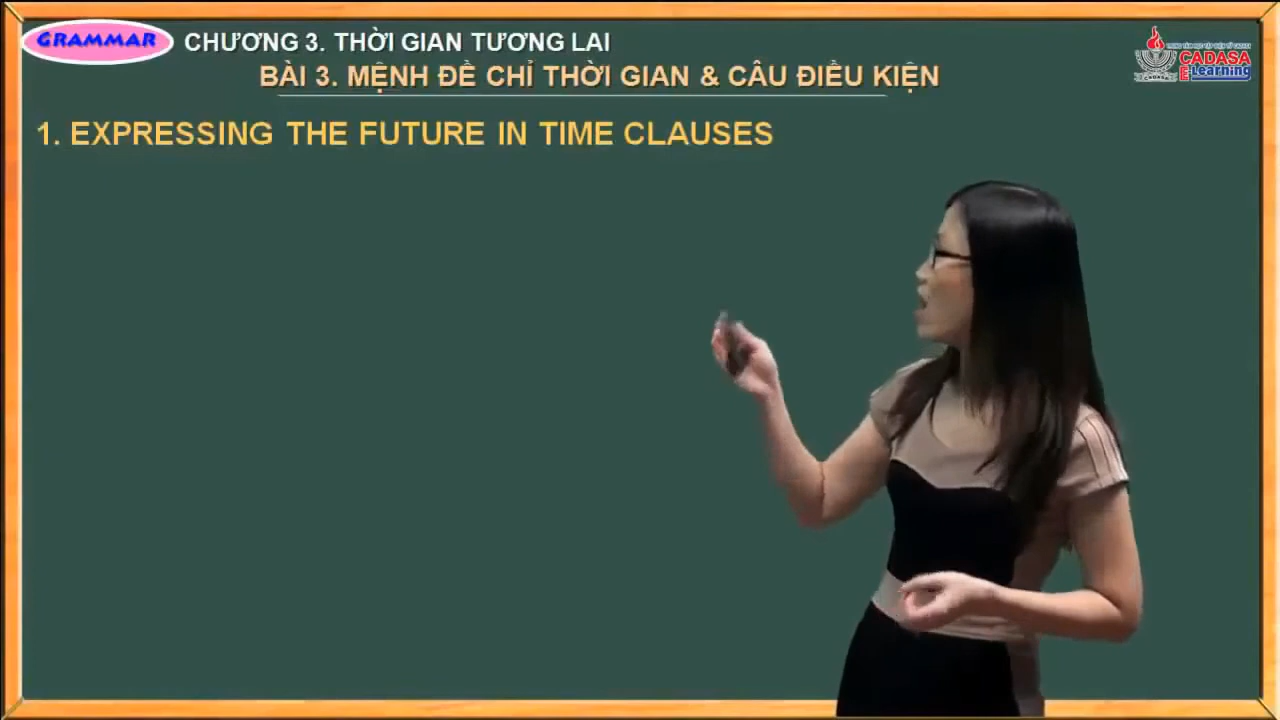 GRAMMAR
CHƯƠNG 3. THỜI GIAN TƯƠNG LAI
BÀI 3. MỆNH ĐỀ CHỈ THỜI GIAN & CÂU ĐIỀU KIỆN
1. EXPRESSING THE FUTURE IN TIME CLAUSES
CADASA
E-Learning